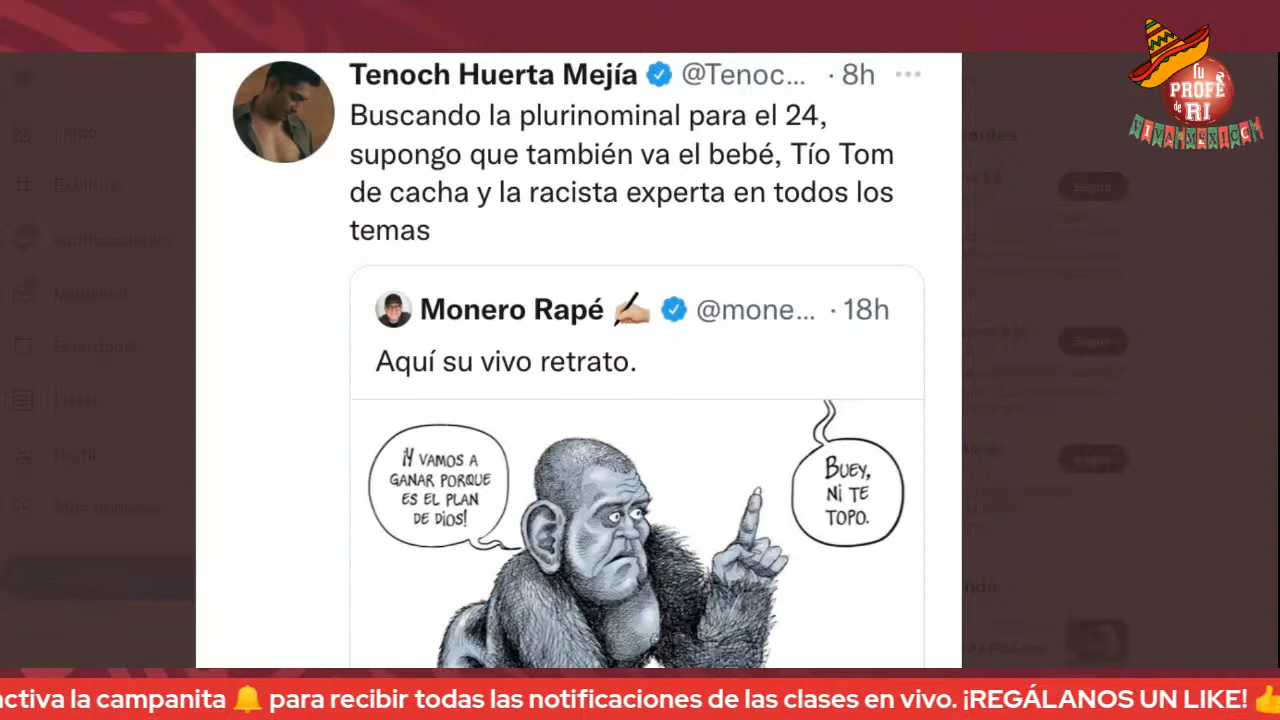 Tenoch Huerta Mejía @Tenoc... · 8h
Buscando la plurinominal para el 24,
supongo que también va el bebé, Tío Tom
de cacha y la racista experta en todos los
temas
Monero Rapé ✍🏼 @mone... · 18h
Aquí su vivo retrato.
¡Y VAMOS A
GANAR PORQUE
ES EL PLAN
DE DIOS!
BUEY,
NI TE
TOPO.
Tu
PROFE
de RI
VIVA MÉXICO
activa la campanita 🔔 para recibir todas las notificaciones de las clases en vivo. ¡REGÁLANOS UN LIKE! 👍